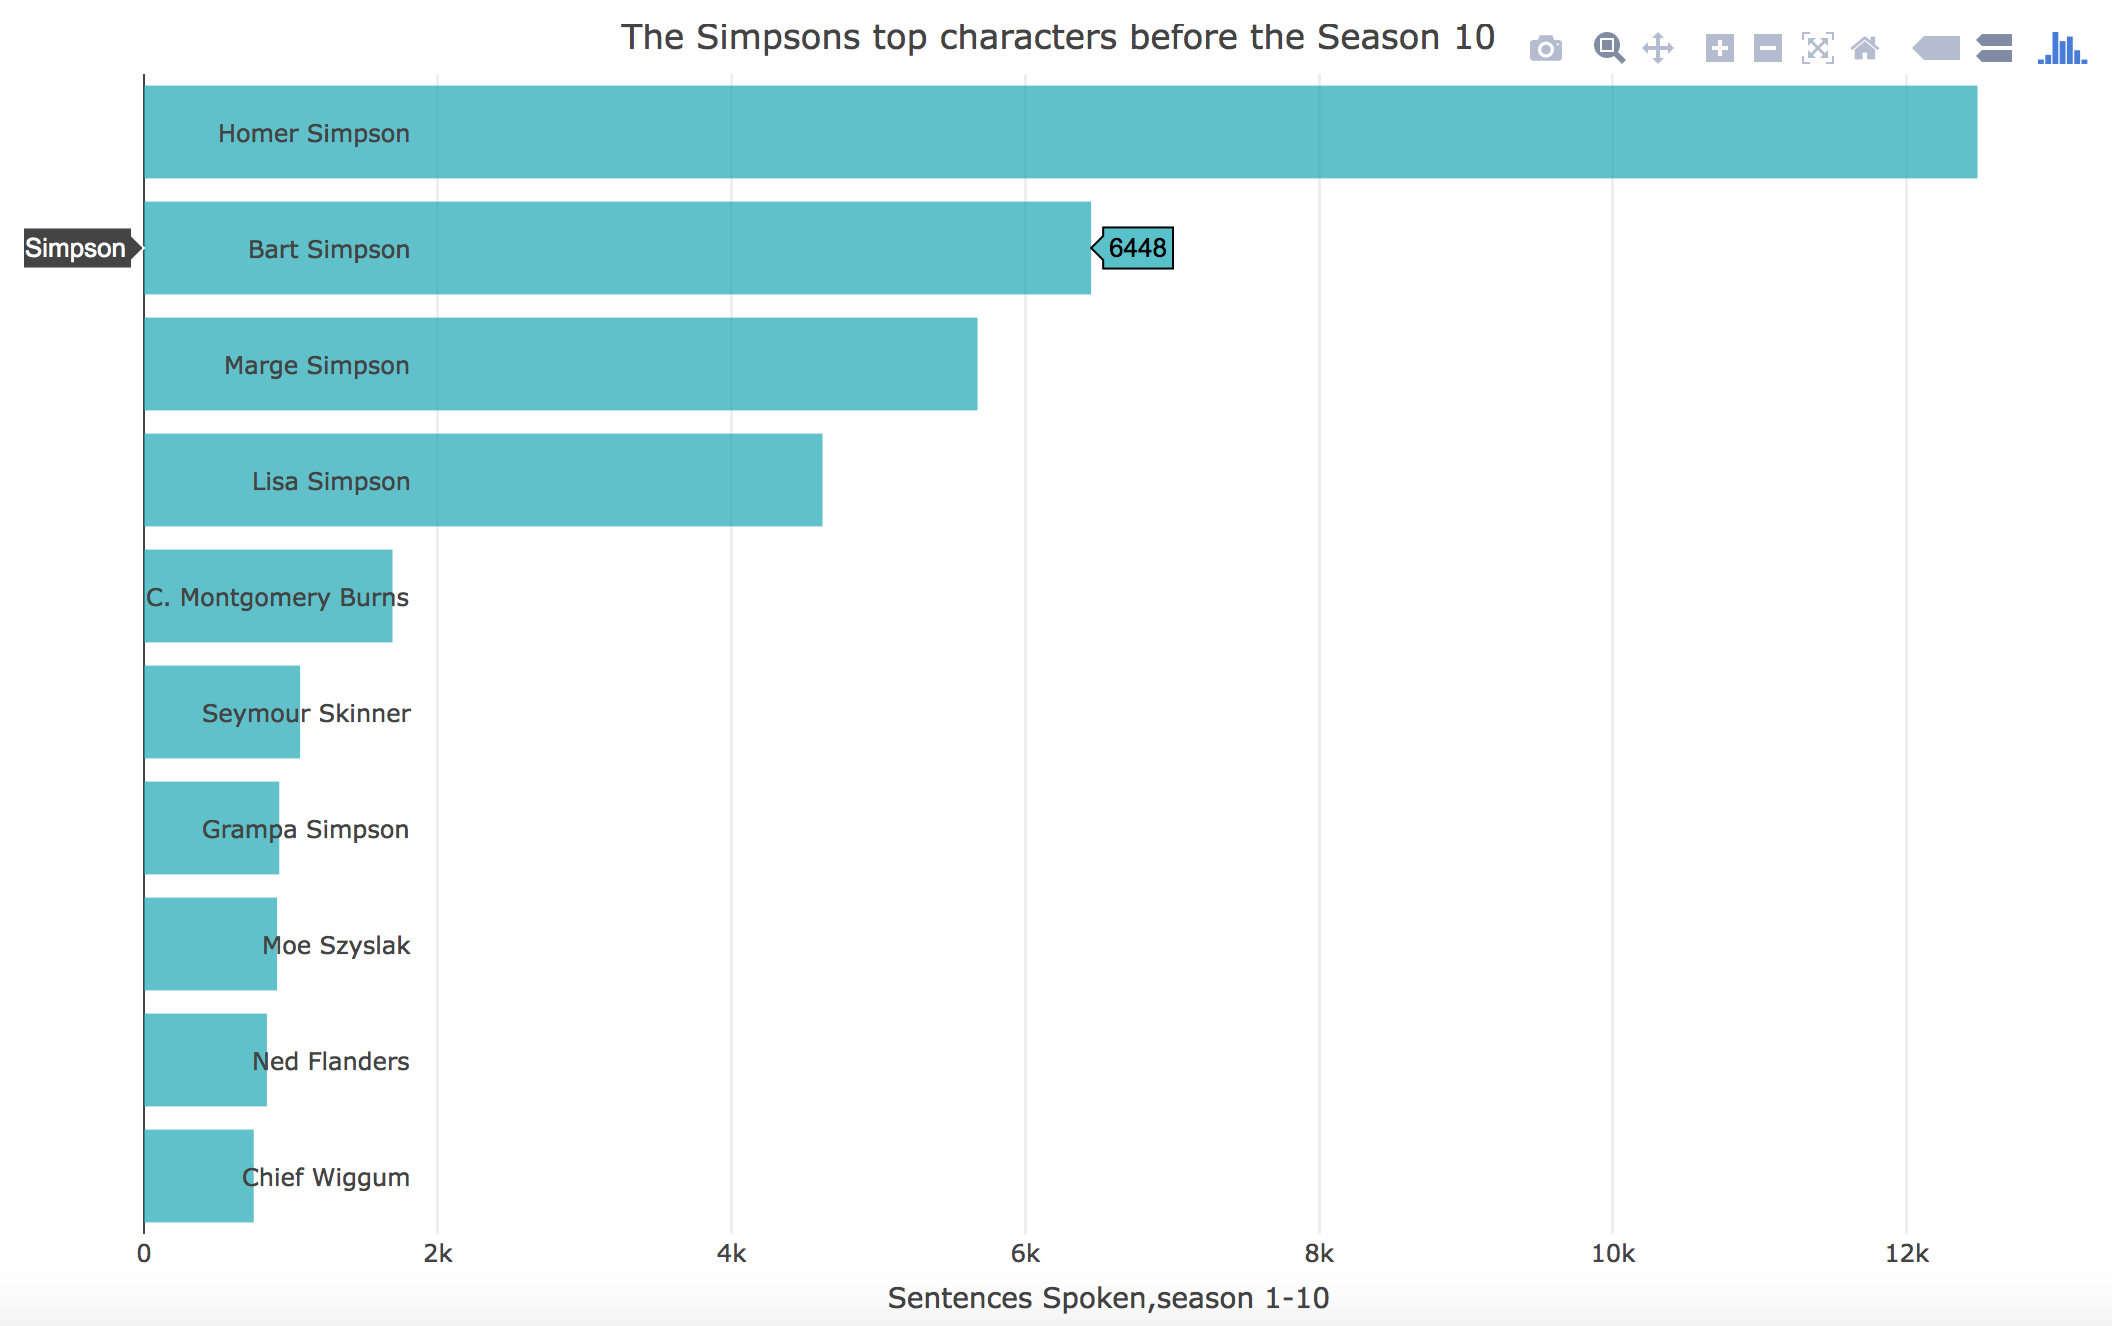 The Simpsons top characters before the Season 10
Homer Simpson
Simpson
Bart Simpson
6448
Marge Simpson
Lisa Simpson
C. Montgomery Burns
Seymour Skinner
Grampa Simpson
Moe Szyslak
Ned Flanders
Chief Wiggum
0 2k 4k 6k 8k 10k 12k
Sentences Spoken,season 1-10